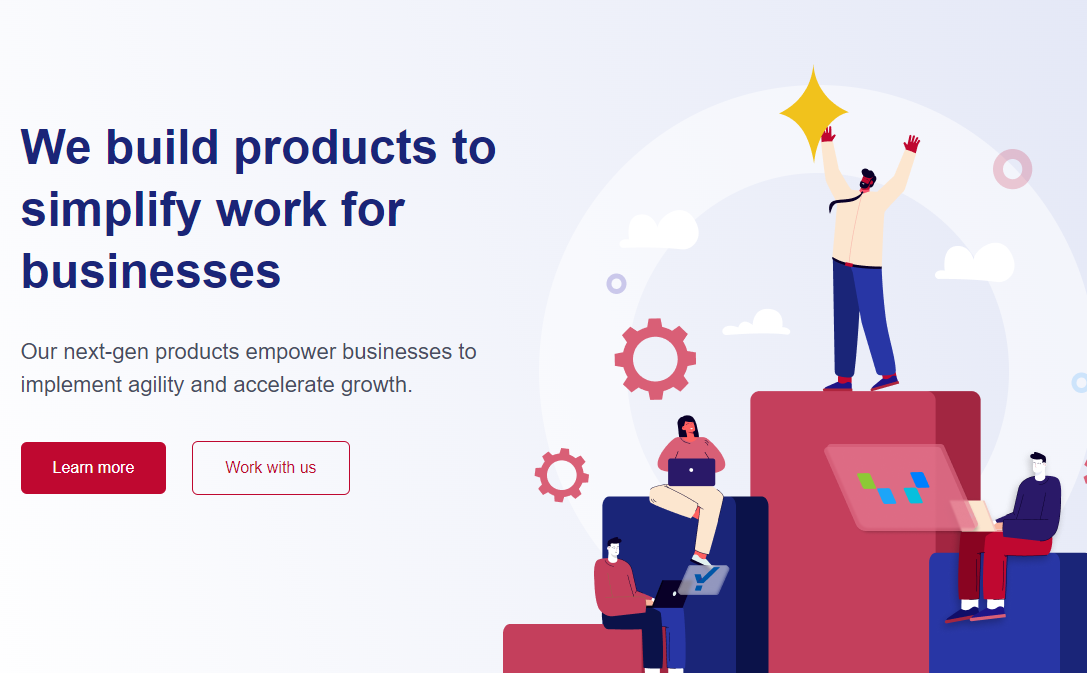 We build products to
simplify work for
businesses
Our next-gen products empower businesses to
implement agility and accelerate growth.
Learn more
Work with us